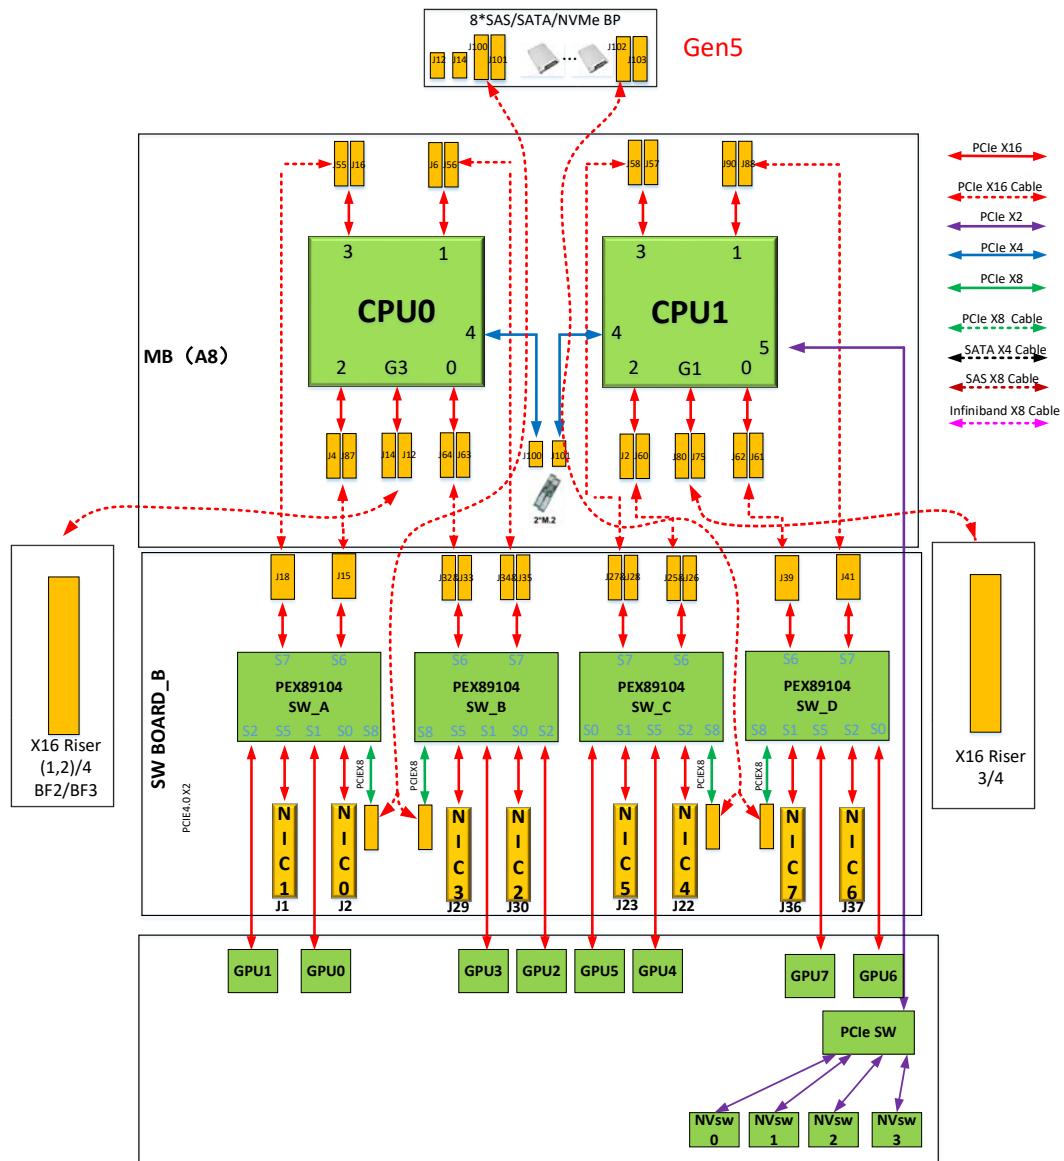 8*SAS/SATA/NVMe BP
Gen5
J12
J14
J100
J101
...
J102
J103
J55
J16
J6
J56
J58
J57
J90
J88
PCIe X16
PCIe X16 Cable
PCIe X2
PCIe X4
PCIe X8
PCIe X8 Cable
SATA X4 Cable
SAS X8 Cable
Infiniband X8 Cable
3
1
CPU0
4
2
G3
0
3
1
CPU1
4
5
2
G1
0
MB（A8）
J4
J87
J14
J12
J64
J63
J100
J101
2*M.2
J2
J60
J80
J75
J62
J61
X16 Riser
(1,2)/4
BF2/BF3
X16 Riser
3/4
SW BOARD_B
PCIE4.0 X2
J18
J15
J32&
J33
J34&
J35
J27&
J28
J25&
J26
J39
J41
S7
S6
PEX89104
SW_A
S2
S5
S1
S0
S8
S6
S7
PEX89104
SW_B
S8
S5
S1
S0
S2
S7
S6
PEX89104
SW_C
S0
S1
S5
S2
S8
S6
S7
PEX89104
SW_D
S8
S1
S5
S2
S0
PCIEX8
PCIEX8
PCIEX8
PCIEX8
NIC1
NIC0
NIC3
NIC2
NIC5
NIC4
NIC7
NIC6
J1
J2
J29
J30
J23
J22
J36
J37
GPU1
GPU0
GPU3
GPU2
GPU5
GPU4
GPU7
GPU6
PCIe SW
NVsw
0
NVsw
1
NVsw
2
NVsw
3